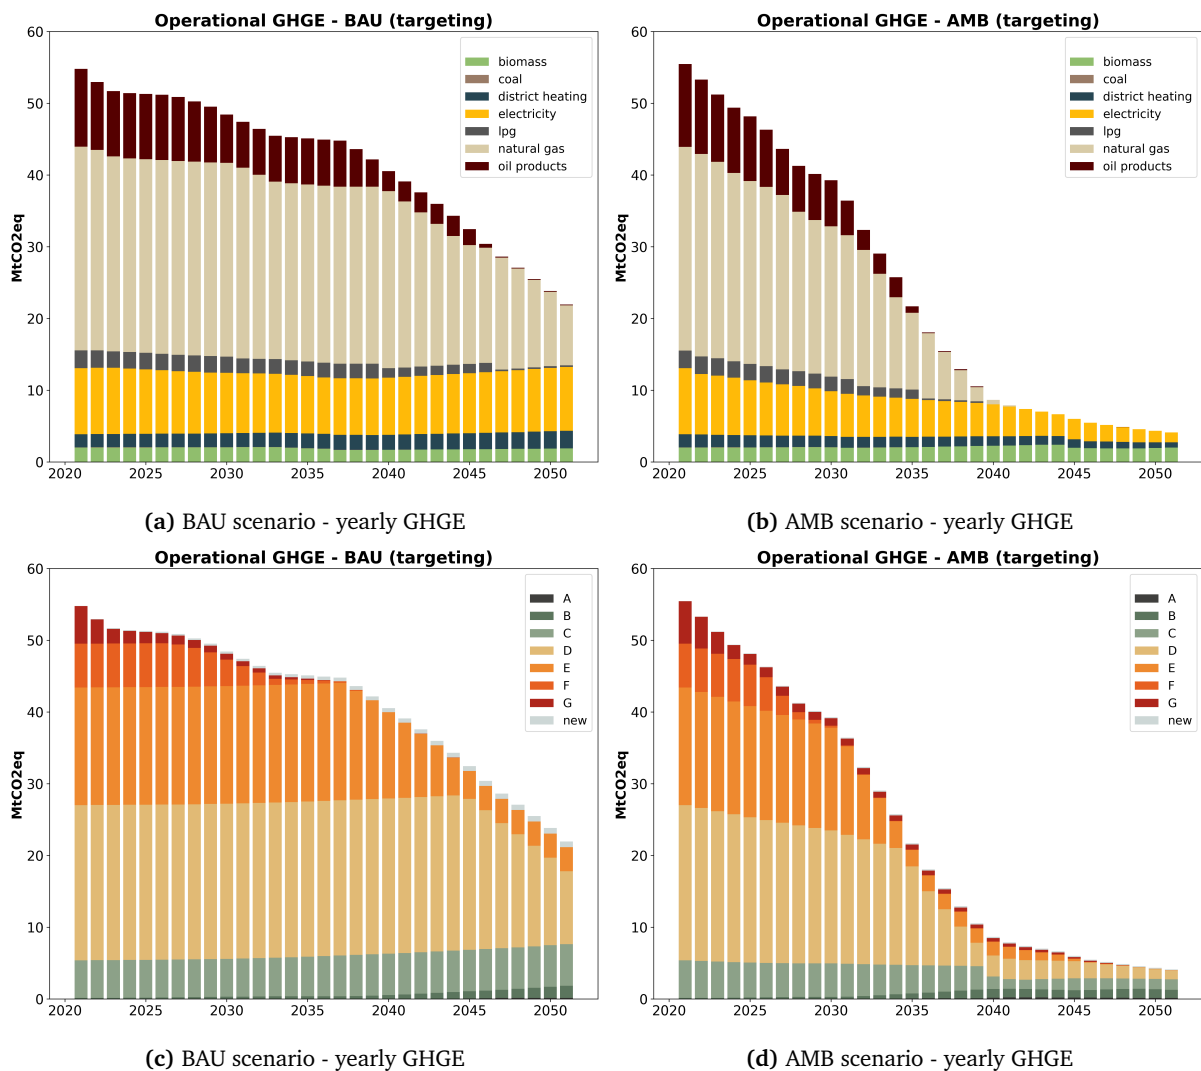 Operational GHGE - BAU (targeting)
60
50
40
30
20
10
0
MtCO2eq
2020
2025
2030
2035
2040
2045
2050
biomass
coal
district heating
electricity
lpg
natural gas
oil products
(a) BAU scenario - yearly GHGE
Operational GHGE - AMB (targeting)
60
50
40
30
20
10
0
MtCO2eq
2020
2025
2030
2035
2040
2045
2050
biomass
coal
district heating
electricity
lpg
natural gas
oil products
(b) AMB scenario - yearly GHGE
Operational GHGE - BAU (targeting)
60
50
40
30
20
10
0
MtCO2eq
2020
2025
2030
2035
2040
2045
2050
A
B
C
D
E
F
G
new
(c) BAU scenario - yearly GHGE
Operational GHGE - AMB (targeting)
60
50
40
30
20
10
0
MtCO2eq
2020
2025
2030
2035
2040
2045
2050
A
B
C
D
E
F
G
new
(d) AMB scenario - yearly GHGE